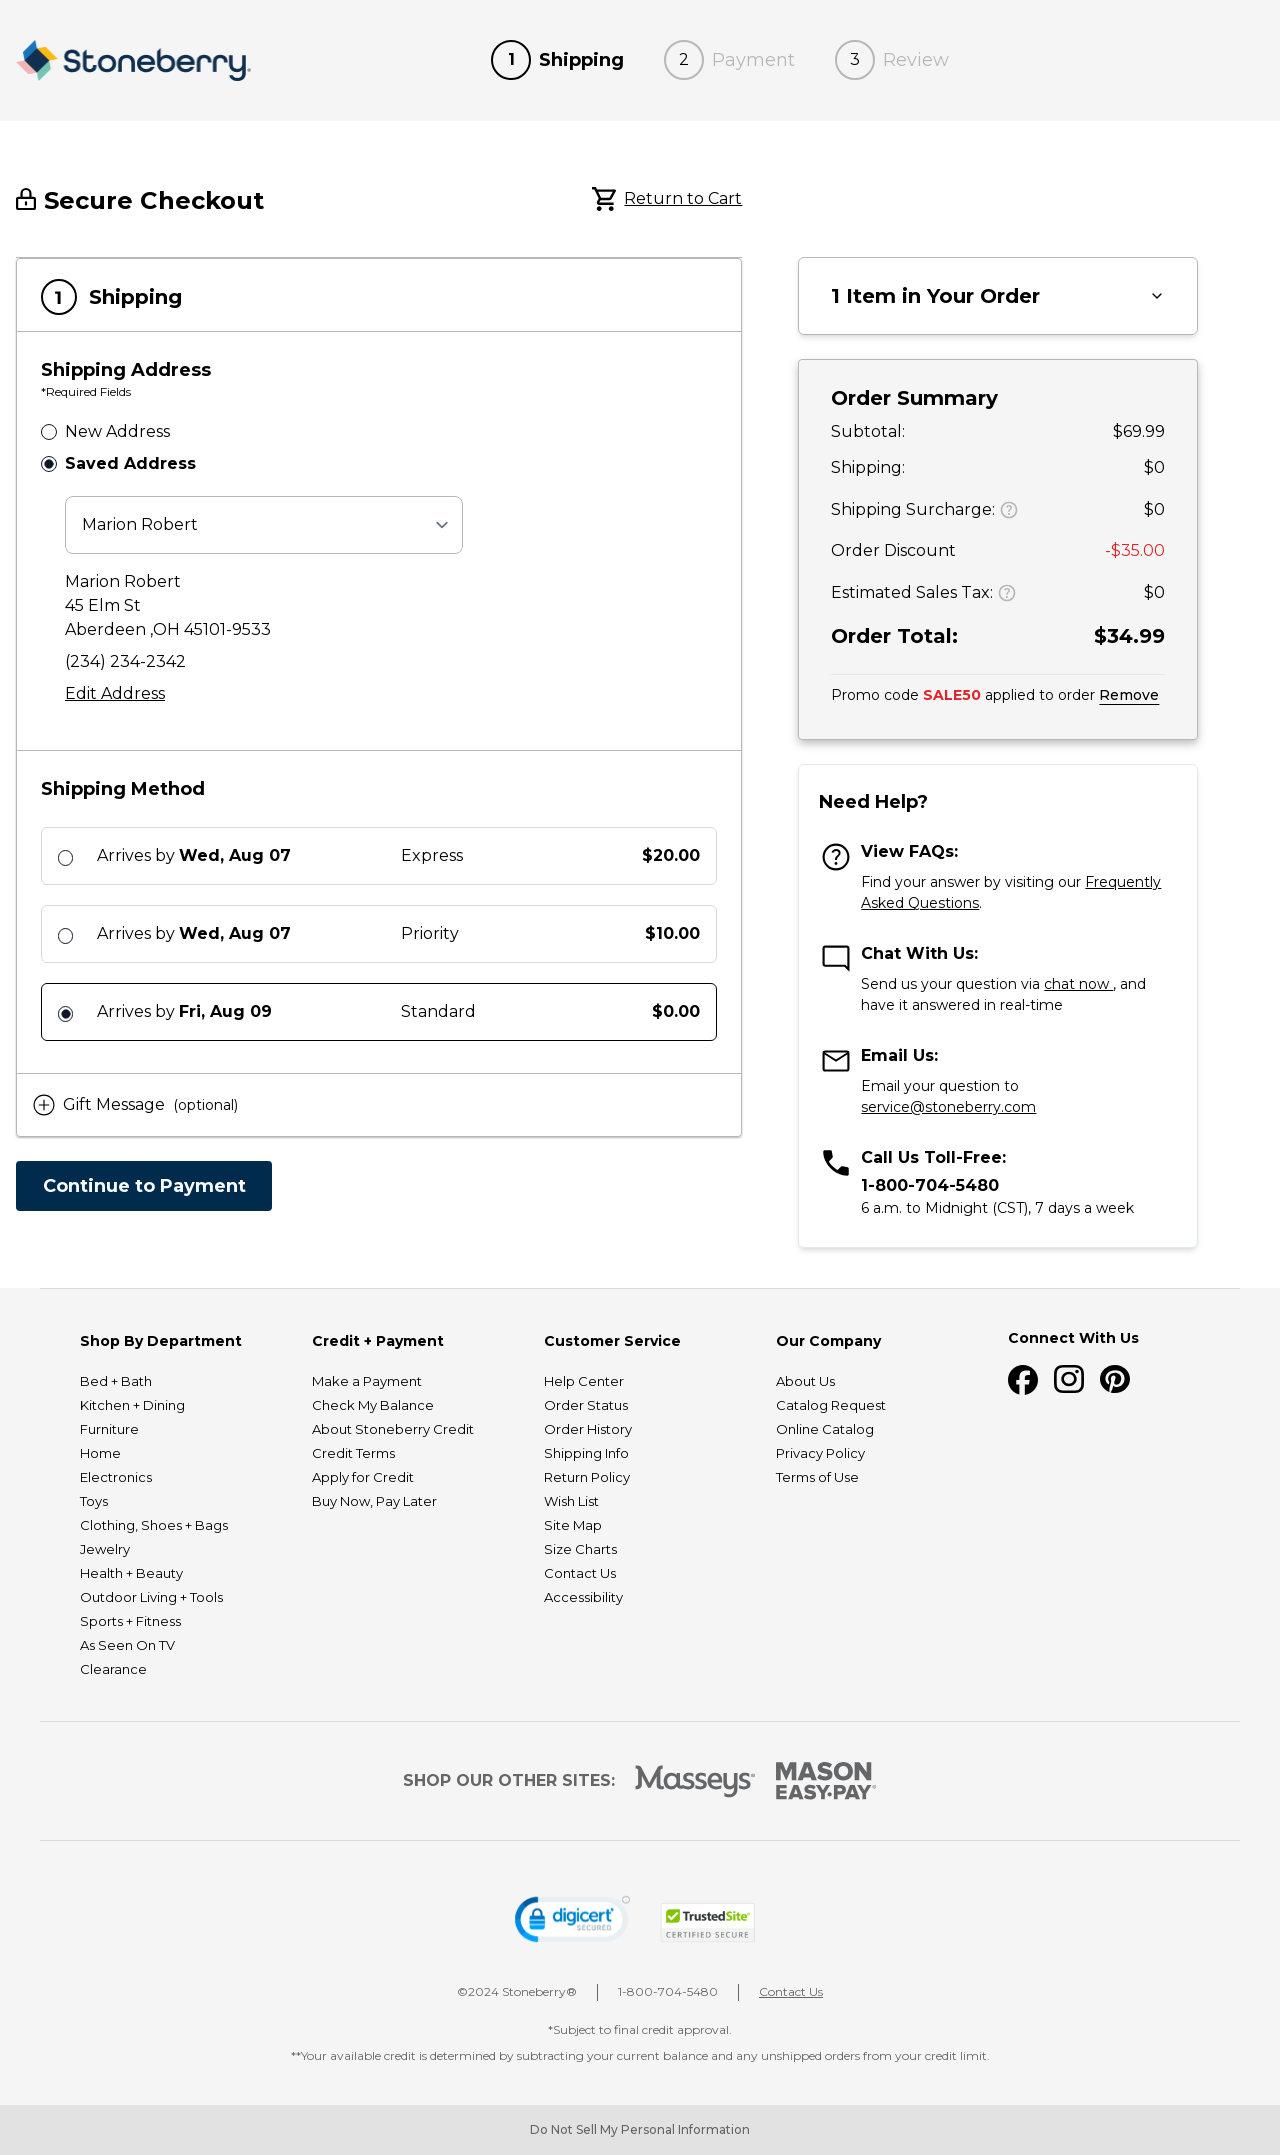 Stoneberry®
1 Shipping
2 Payment
3 Review
Secure Checkout
Return to Cart
1 Shipping
Shipping Address
*Required Fields
New Address
Saved Address
Marion Robert
Marion Robert
45 Elm St
Aberdeen ,OH 45101-9533
(234) 234-2342
Edit Address
Shipping Method
Arrives by Wed, Aug 07 Express $20.00
Arrives by Wed, Aug 07 Priority $10.00
Arrives by Fri, Aug 09 Standard $0.00
Gift Message (optional)
Continue to Payment
1 Item in Your Order
Order Summary
Subtotal: $69.99
Shipping: $0
Shipping Surcharge: ? $0
Order Discount -$35.00
Estimated Sales Tax: ? $0
Order Total: $34.99
Promo code SALE50 applied to order Remove
Need Help?
View FAQs:
Find your answer by visiting our Frequently
Asked Questions.
Chat With Us:
Send us your question via chat now , and
have it answered in real-time
Email Us:
Email your question to
service@stoneberry.com
Call Us Toll-Free:
1-800-704-5480
6 a.m. to Midnight (CST), 7 days a week
Shop By Department
Bed + Bath
Kitchen + Dining
Furniture
Home
Electronics
Toys
Clothing, Shoes + Bags
Jewelry
Health + Beauty
Outdoor Living + Tools
Sports + Fitness
As Seen On TV
Clearance
Credit + Payment
Make a Payment
Check My Balance
About Stoneberry Credit
Credit Terms
Apply for Credit
Buy Now, Pay Later
Customer Service
Help Center
Order Status
Order History
Shipping Info
Return Policy
Wish List
Site Map
Size Charts
Contact Us
Accessibility
Our Company
About Us
Catalog Request
Online Catalog
Privacy Policy
Terms of Use
Connect With Us
SHOP OUR OTHER SITES:
Masseys®
MASON
EASY•PAY®
digicert
SECURED
TrustedSite
CERTIFIED SECURE
©2024 Stoneberry®
1-800-704-5480
Contact Us
*Subject to final credit approval.
**Your available credit is determined by subtracting your current balance and any unshipped orders from your credit limit.
Do Not Sell My Personal Information